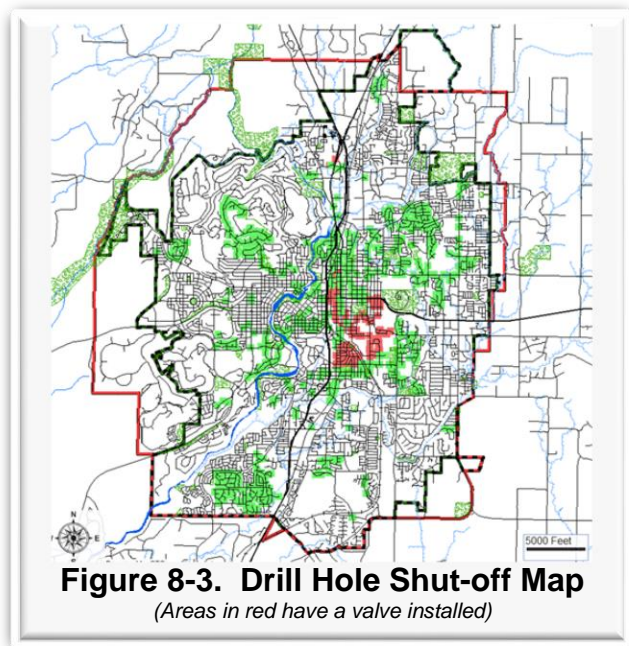 N
E
5000 Feet
Figure 8-3. Drill Hole Shut-off Map
(Areas in red have a valve installed)